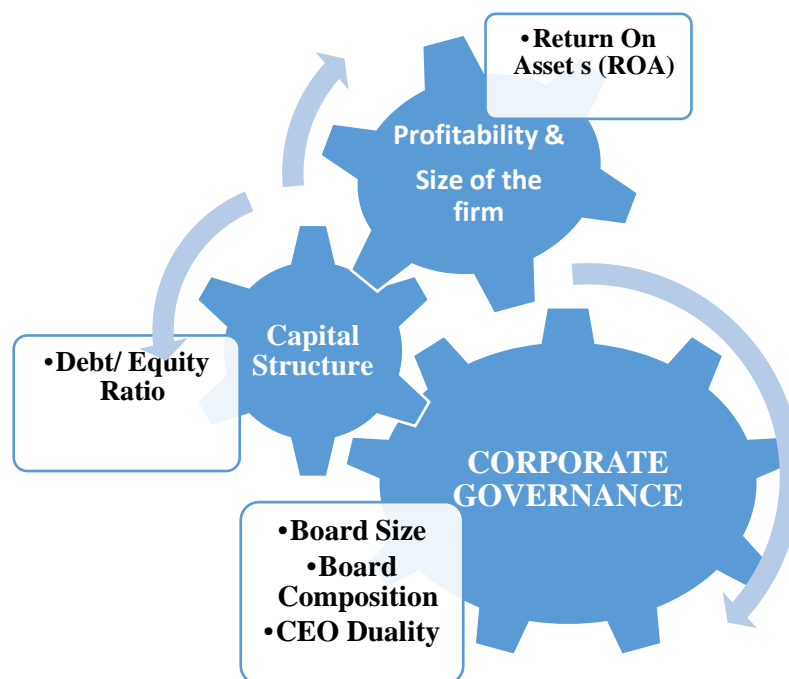 •Return On
Asset s (ROA)
Profitability &
Size of the
firm
Capital
Structure
•Debt/ Equity
Ratio
CORPORATE
GOVERNANCE
•Board Size
•Board
Composition
•CEO Duality